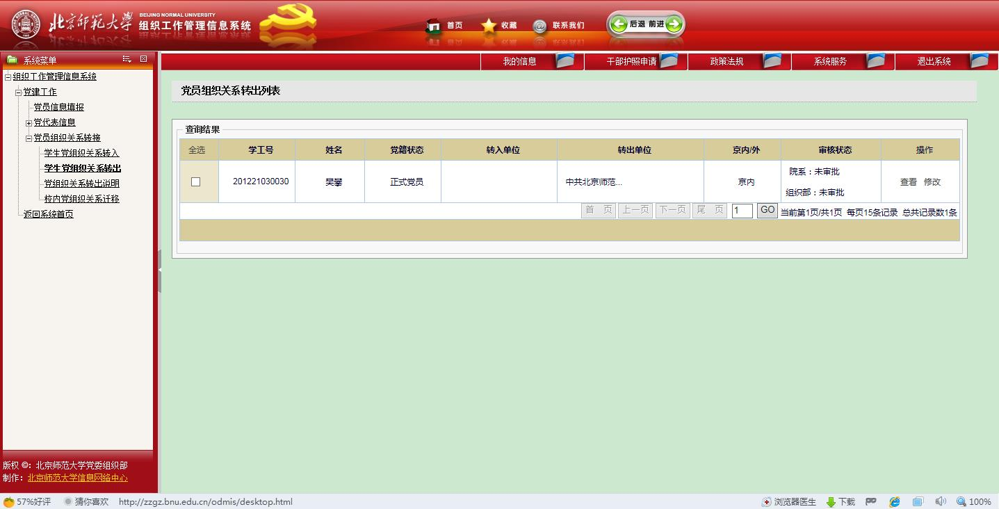 北京师范大学 BEIJING NORMAL UNIVERSITY
组织工作管理信息系统
首页 收藏 @ 联系我们 后退 前进
系统菜单
我的信息 干部护照申请 政策法规 系统服务 退出系统
组织工作管理信息系统
党建工作
党员信息填报
党代表信息
党员组织关系转接
学生党组织关系转入
学生党组织关系转出
党组织关系转出说明
校内党组织关系迁移
返回系统首页
党员组织关系转出列表
查询结果
全选 学工号 姓名 党籍状态 转入单位 转出单位 京内/外 审核状态 操作
201221030030 樊攀 正式党员 中共北京师范... 京内 院系：未审批 查看 修改
组织部：未审批
首 页 上一页 下一页 尾 页 1 GO 当前第1页/共1页 每页15条记录 总共记录数1条
版权 ©：北京师范大学党委组织部
制作：北京师范大学信息网络中心
57%好评 猜你喜欢 http://zzgz.bnu.edu.cn/odmis/desktop.html 浏览器医生 下载 100%